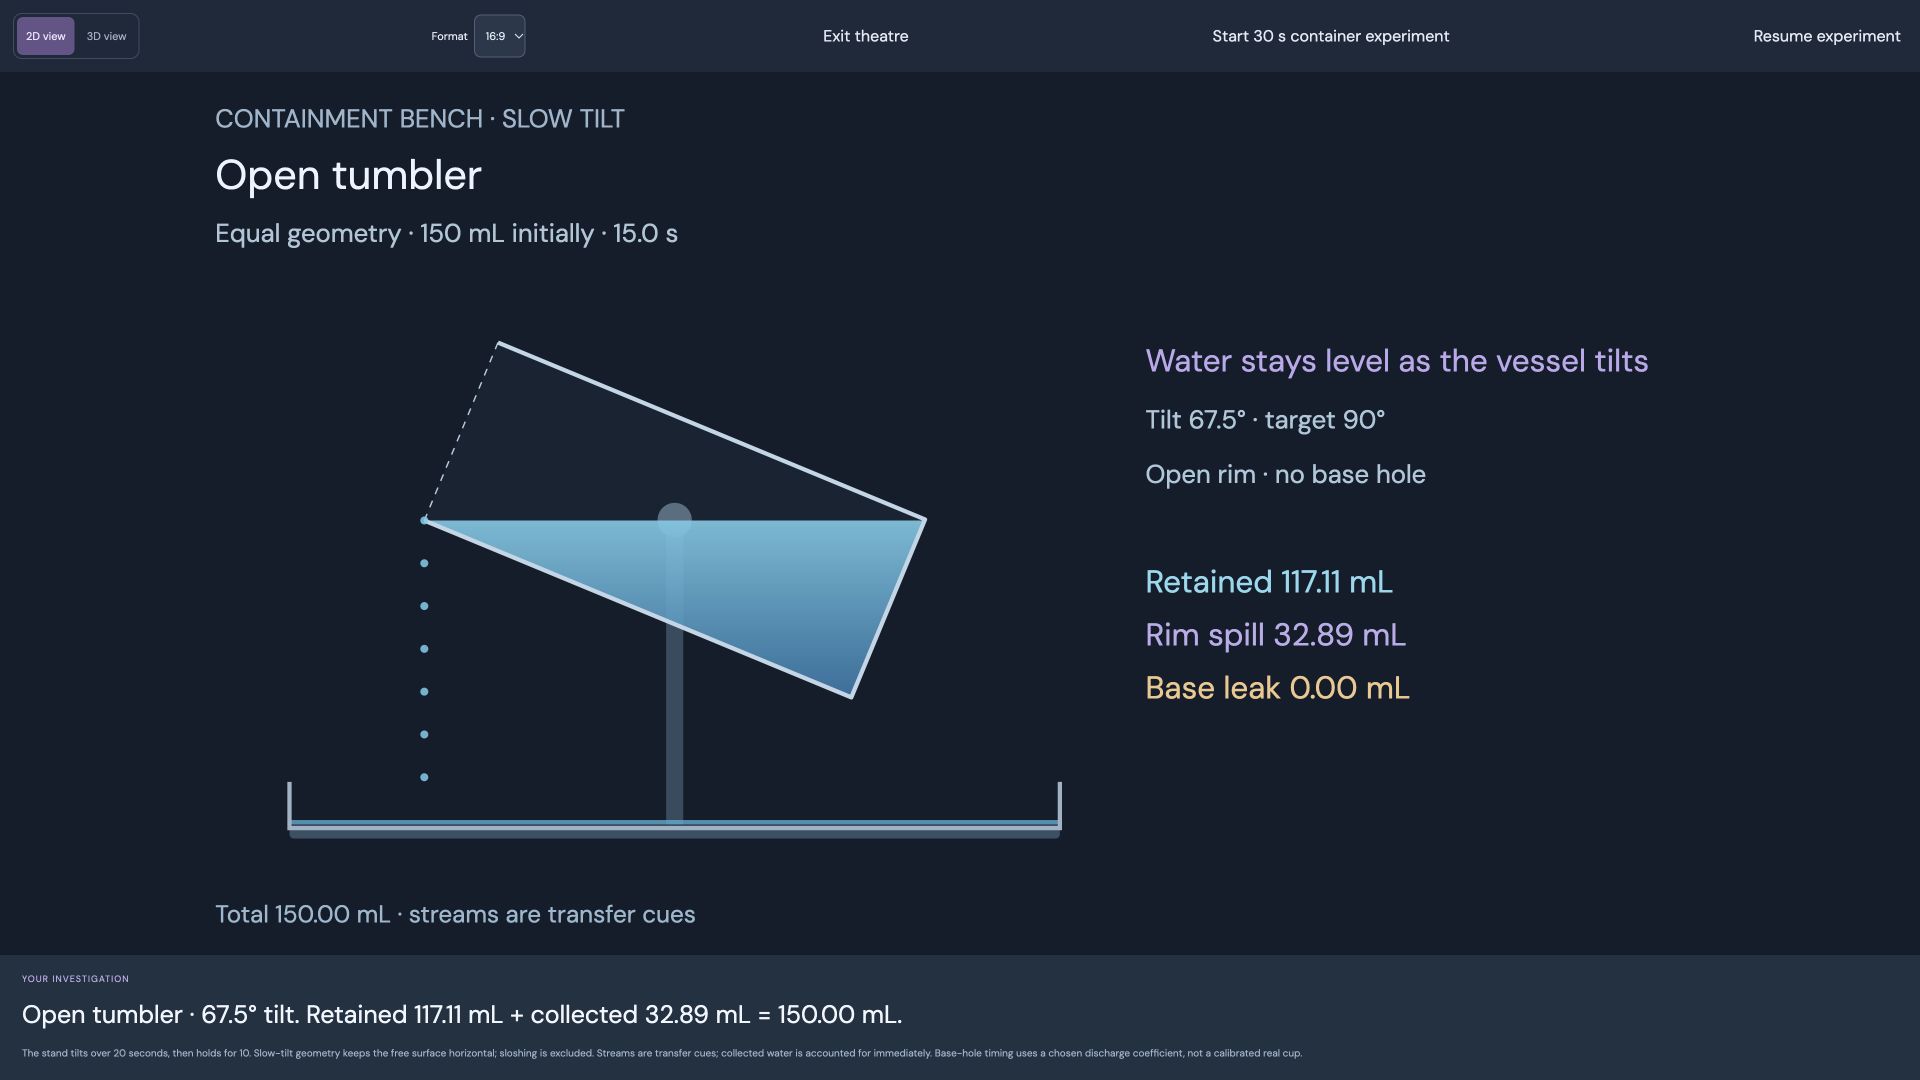 2D view
3D view
Format
16:9
Exit theatre
Start 30 s container experiment
Resume experiment
CONTAINMENT BENCH · SLOW TILT
Open tumbler
Equal geometry · 150 mL initially · 15.0 s
Water stays level as the vessel tilts
Tilt 67.5° · target 90°
Open rim · no base hole
Retained 117.11 mL
Rim spill 32.89 mL
Base leak 0.00 mL
Total 150.00 mL · streams are transfer cues
YOUR INVESTIGATION
Open tumbler · 67.5° tilt. Retained 117.11 mL + collected 32.89 mL = 150.00 mL.
The stand tilts over 20 seconds, then holds for 10. Slow-tilt geometry keeps the free surface horizontal; sloshing is excluded. Streams are transfer cues; collected water is accounted for immediately. Base-hole timing uses a chosen discharge coefficient, not a calibrated real cup.